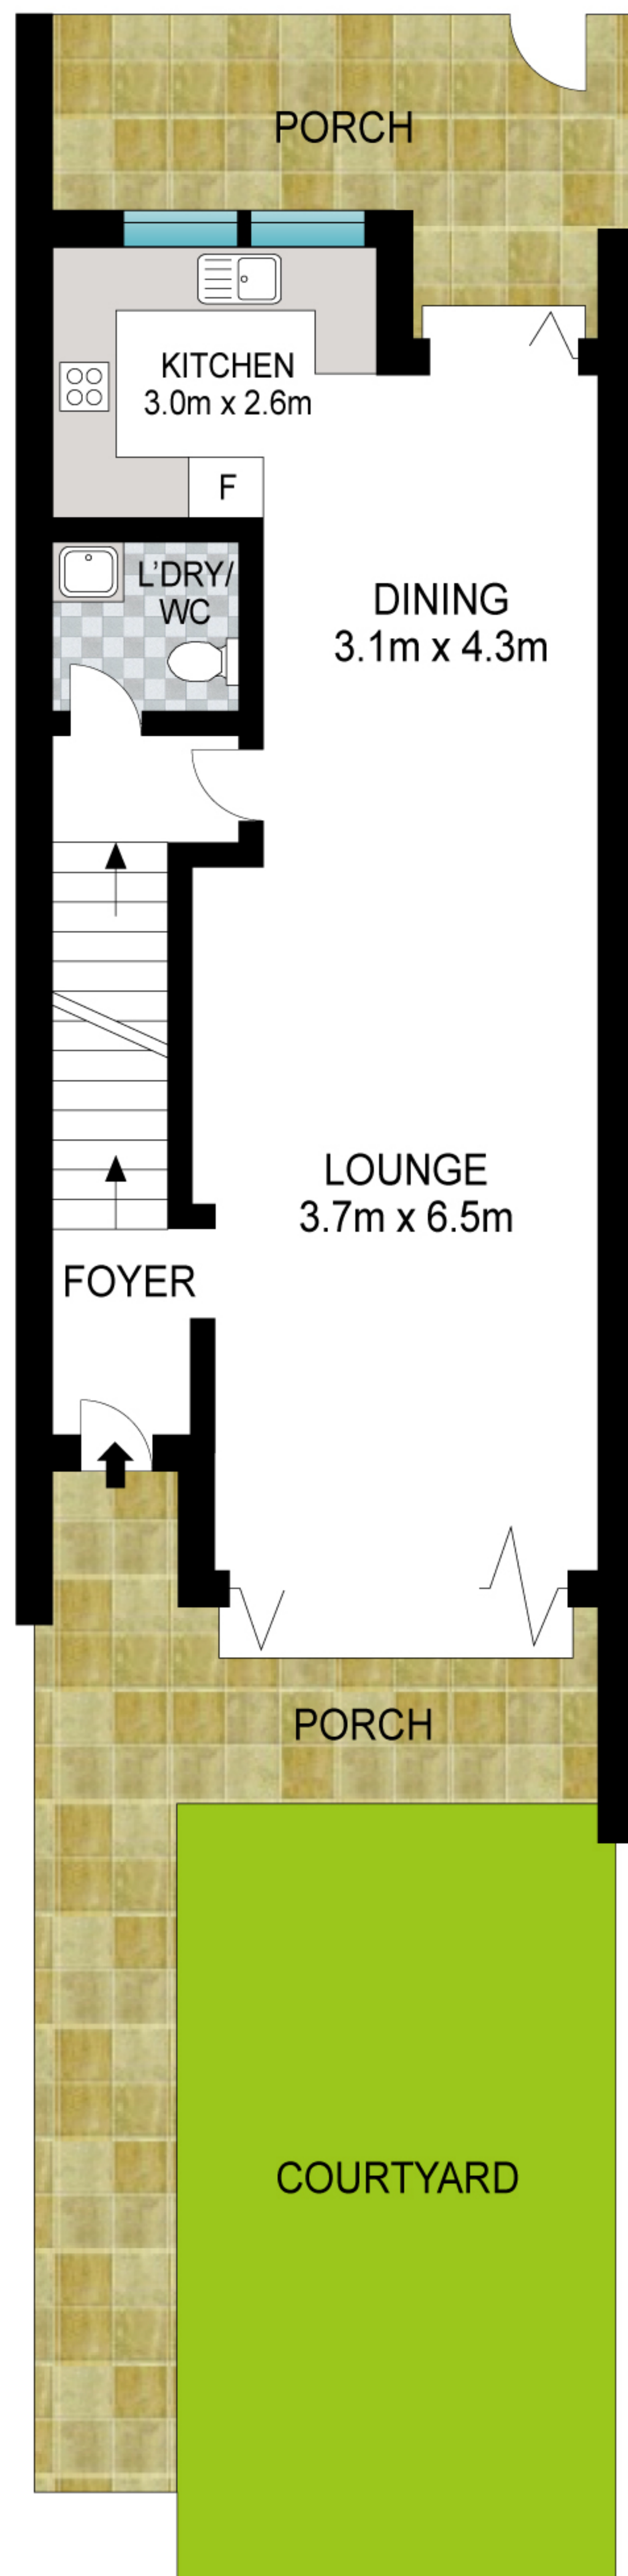 PORCH
KITCHEN
3.0m x 2.6m
F
L'DRY/
WC
DINING
3.1m x 4.3m
LOUNGE
3.7m x 6.5m
FOYER
PORCH
COURTYARD